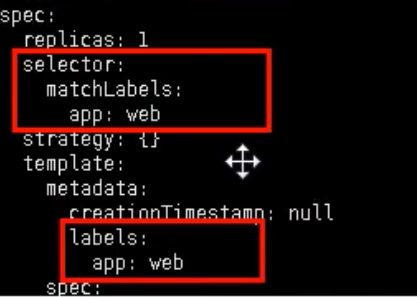 spec:
  replicas: 1
  selector:
    matchLabels:
      app: web
  strategy: {}
  template:
    metadata:
      creationTimestamp: null
      labels:
        app: web
    spec: